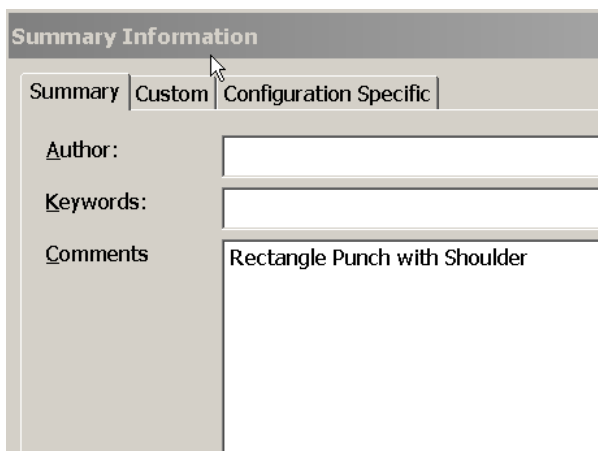 Summary Information
Summary Custom Configuration Specific
Author:
Keywords:
Comments
Rectangle Punch with Shoulder